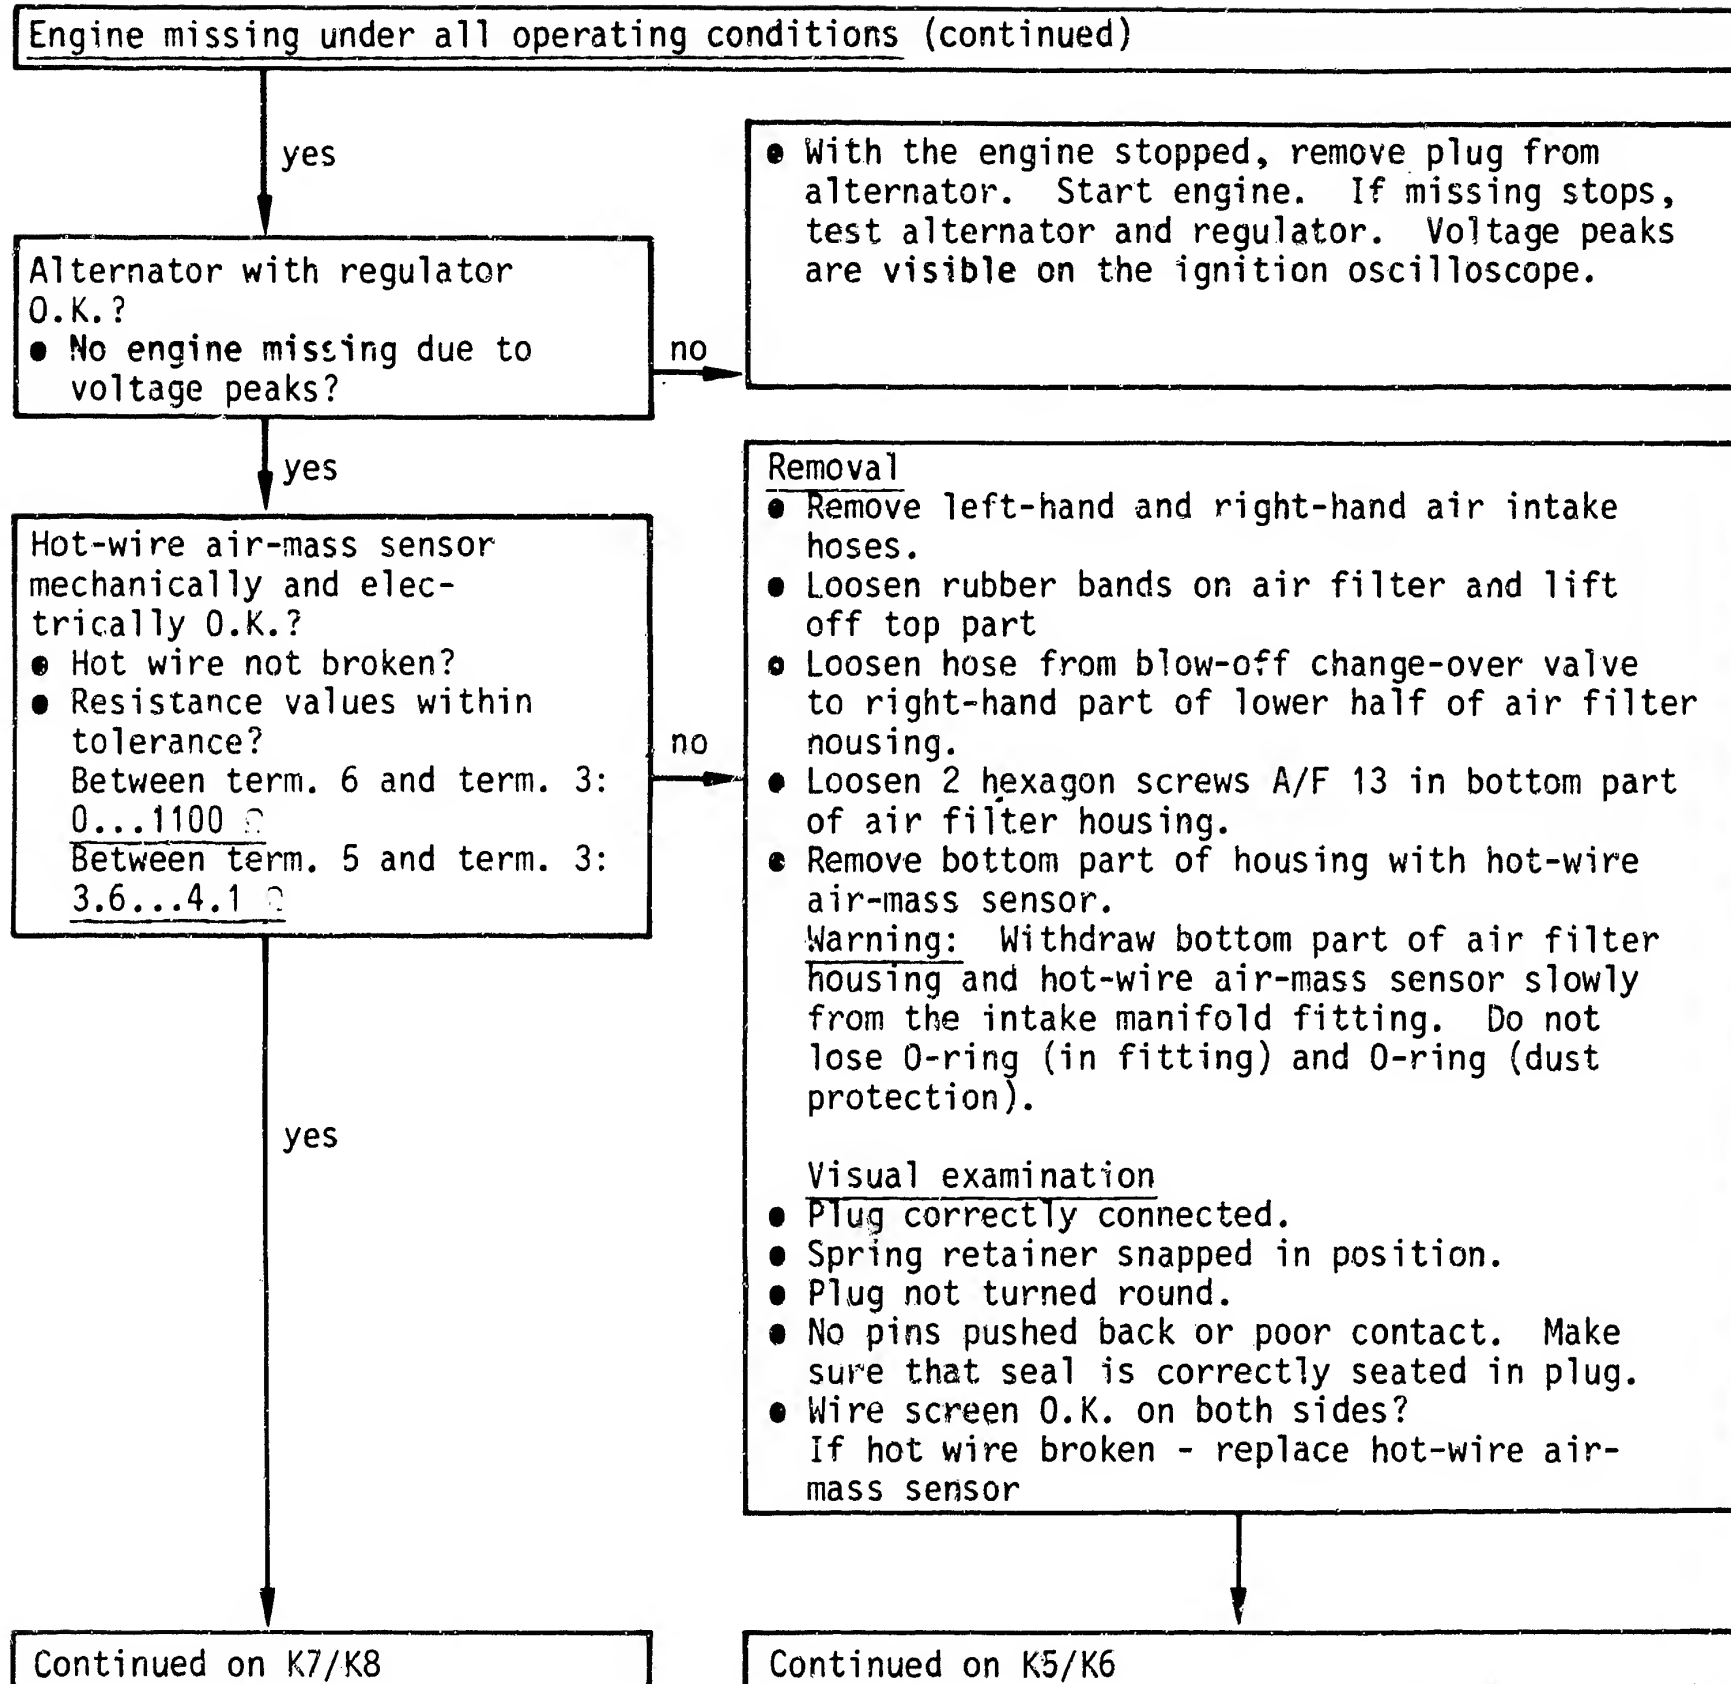 Engine missing under all operating conditions (continued)
yes
● With the engine stopped, remove plug from
alternator. Start engine. If missing stops,
test alternator and regulator. Voltage peaks
are visible on the ignition oscilloscope.
Alternator with regulator
O.K.?
● No engine missing due to
voltage peaks?
no
yes
Hot-wire air-mass sensor
mechanically and elec-
trically O.K.?
● Hot wire not broken?
● Resistance values within
tolerance?
Between term. 6 and term. 3:
0...1100 Ω
Between term. 5 and term. 3:
3.6...4.1 Ω
no
Removal
● Remove left-hand and right-hand air intake
hoses.
● Loosen rubber bands on air filter and lift
off top part
● Loosen hose from blow-off change-over valve
to right-hand part of lower half of air filter
housing.
● Loosen 2 hexagon screws A/F 13 in bottom part
of air filter housing.
● Remove bottom part of housing with hot-wire
air-mass sensor.
Warning: Withdraw bottom part of air filter
housing and hot-wire air-mass sensor slowly
from the intake manifold fitting. Do not
lose O-ring (in fitting) and O-ring (dust
protection).
Visual examination
● Plug correctly connected.
● Spring retainer snapped in position.
● Plug not turned round.
● No pins pushed back or poor contact. Make
sure that seal is correctly seated in plug.
● Wire screen O.K. on both sides?
If hot wire broken - replace hot-wire air-
mass sensor
yes
Continued on K7/K8
Continued on K5/K6